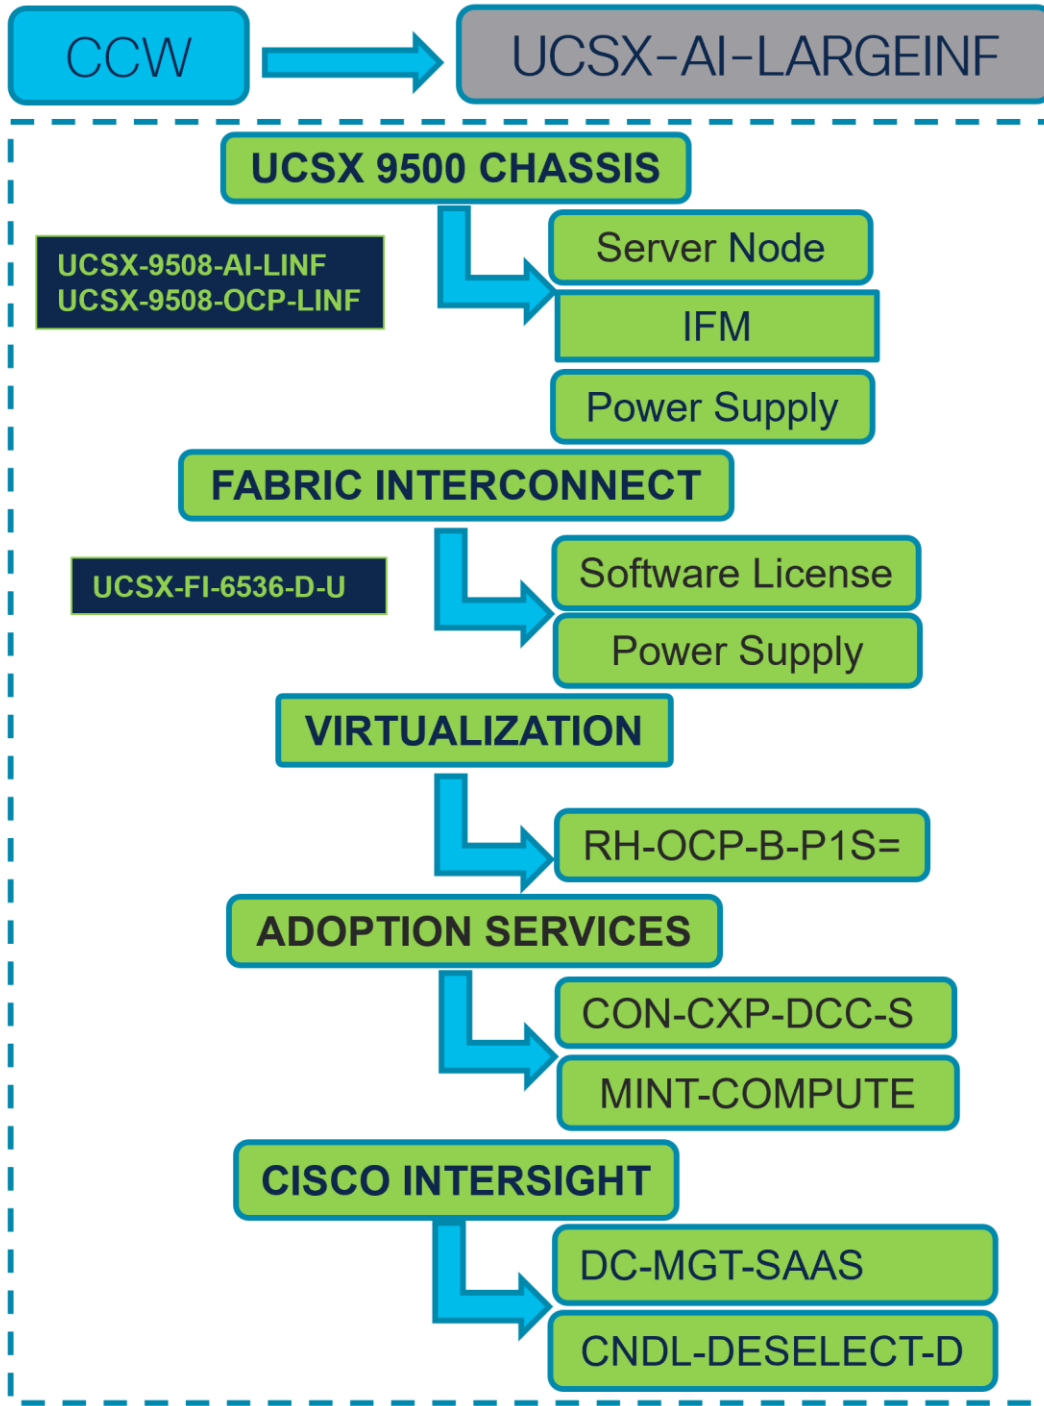 CCW
UCSX-AI-LARGEINF
UCSX 9500 CHASSIS
Server Node
UCSX-9508-AI-LINF
UCSX-9508-OCP-LINF
IFM
Power Supply
FABRIC INTERCONNECT
Software License
UCSX-FI-6536-D-U
Power Supply
VIRTUALIZATION
RH-OCP-B-P1S=
ADOPTION SERVICES
CON-CXP-DCC-S
MINT-COMPUTE
CISCO INTERSIGHT
DC-MGT-SAAS
CNDL-DESELECT-D